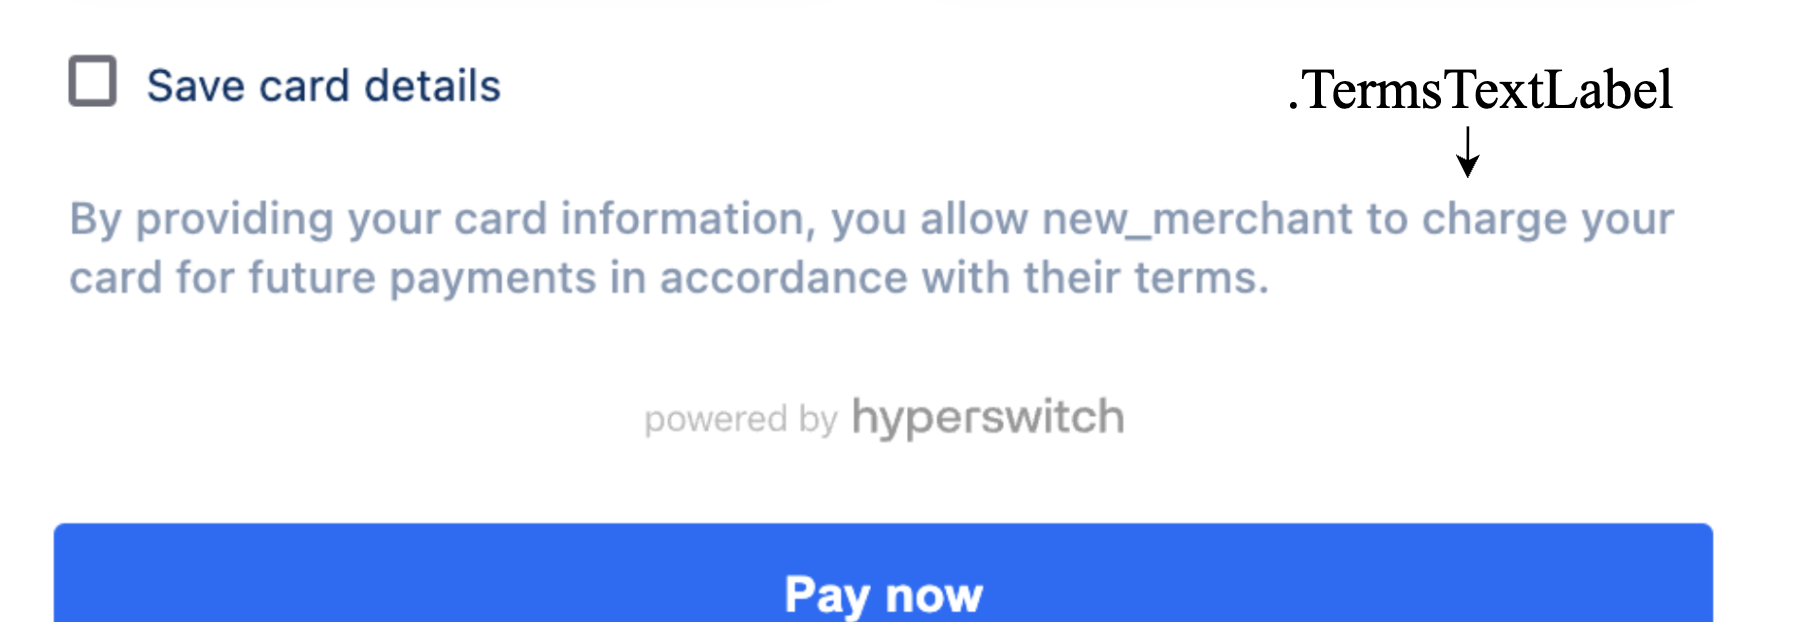 Save card details
.TermsTextLabel
By providing your card information, you allow new_merchant to charge your
card for future payments in accordance with their terms.
powered by hyperswitch
Pay now